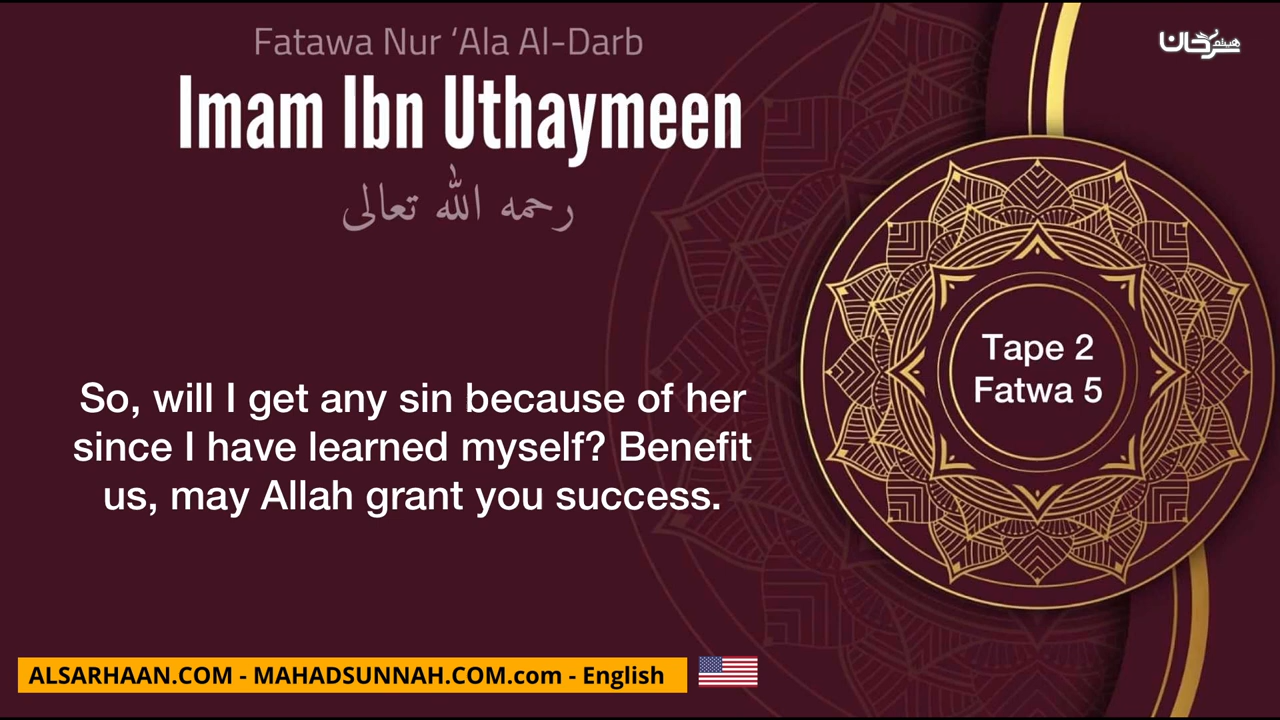 Fatawa Nur ‘Ala Al-Darb
Imam Ibn Uthaymeen
رحمه الله تعالى
هيثم سرحان
Tape 2
Fatwa 5
So, will I get any sin because of her
since I have learned myself? Benefit
us, may Allah grant you success.
ALSARHAAN.COM - MAHADSUNNAH.COM.com - English